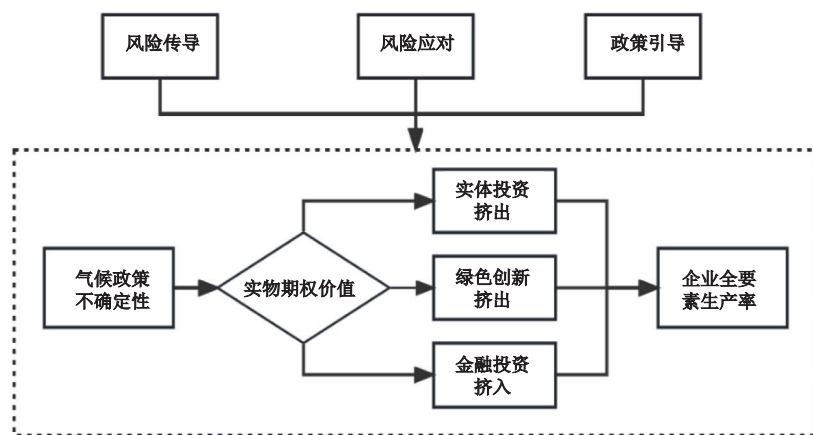 风险传导
风险应对
政策引导
实体投资
挤出
气候政策
不确定性
实物期权价值
绿色创新
挤出
企业全要
素生产率
金融投资
挤入